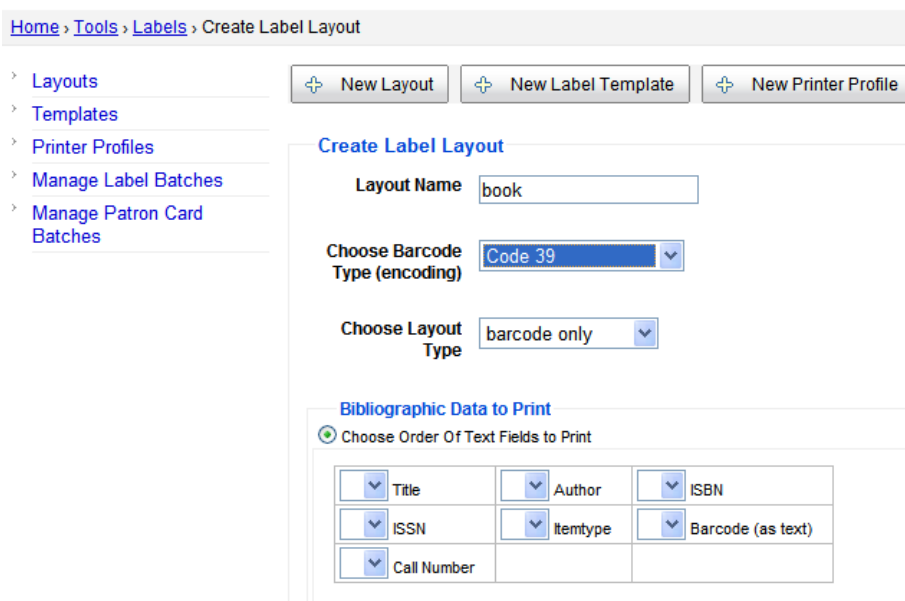 Home › Tools › Labels › Create Label Layout
Layouts
Templates
Printer Profiles
Manage Label Batches
Manage Patron Card
Batches
New Layout New Label Template New Printer Profile
Create Label Layout
Layout Name book
Choose Barcode
Type (encoding) Code 39
Choose Layout
Type barcode only
Bibliographic Data to Print
Choose Order Of Text Fields to Print
Title Author ISBN
ISSN Itemtype Barcode (as text)
Call Number